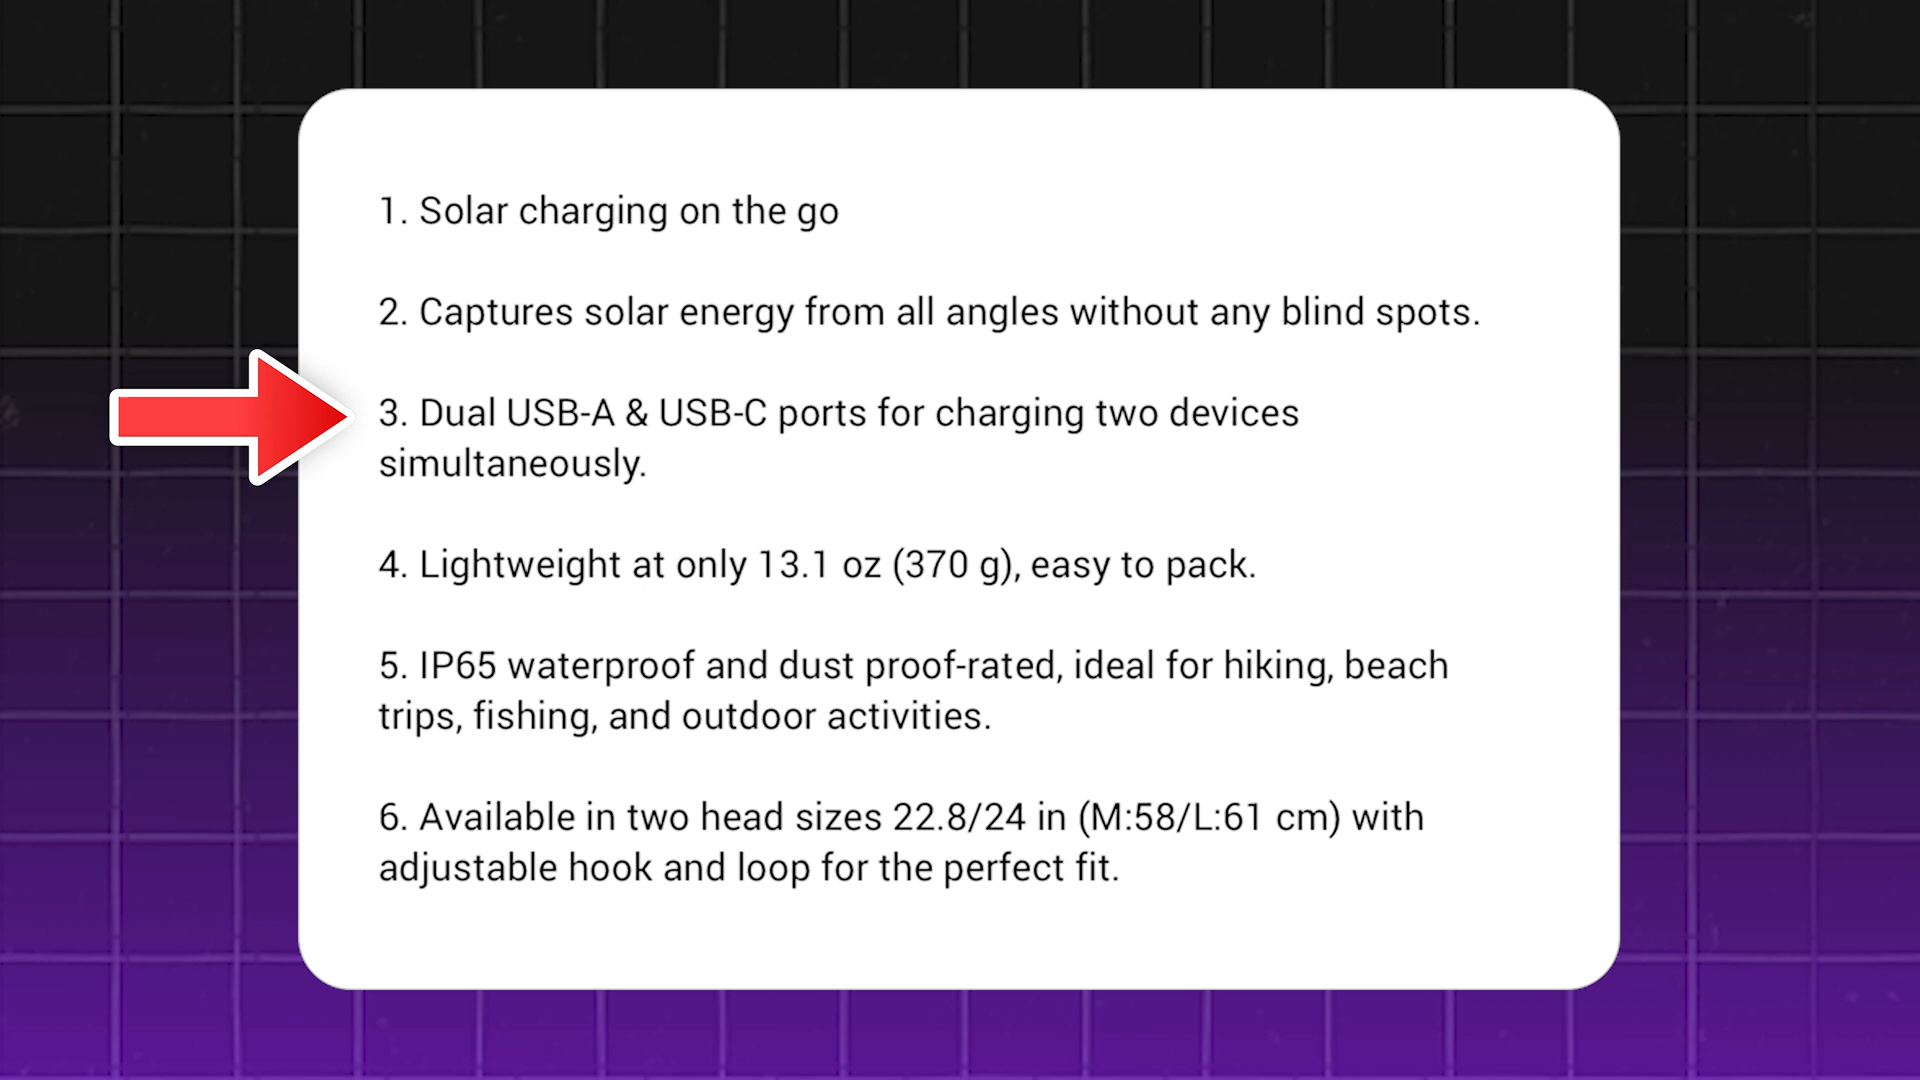 1. Solar charging on the go
2. Captures solar energy from all angles without any blind spots.
3. Dual USB-A & USB-C ports for charging two devices
simultaneously.
4. Lightweight at only 13.1 oz (370 g), easy to pack.
5. IP65 waterproof and dust proof-rated, ideal for hiking, beach
trips, fishing, and outdoor activities.
6. Available in two head sizes 22.8/24 in (M:58/L:61 cm) with
adjustable hook and loop for the perfect fit.